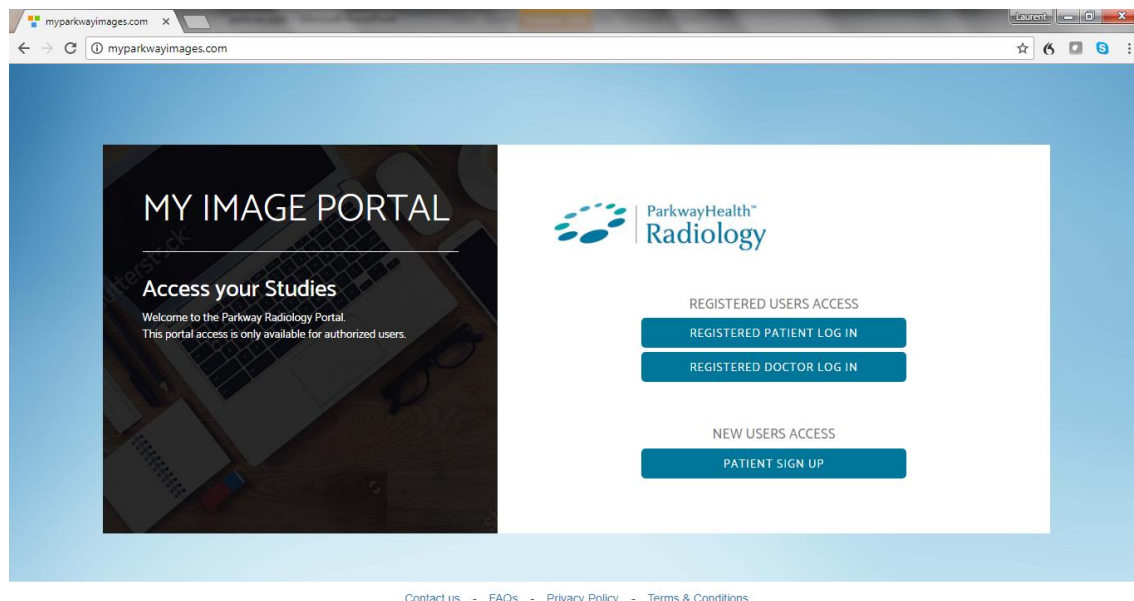 myparkwayimages.com
Laurent
myparkwayimages.com
MY IMAGE PORTAL
Access your Studies
Welcome to the Parkway Radiology Portal.
This portal access is only available for authorized users.
ParkwayHealth™
Radiology
REGISTERED USERS ACCESS
REGISTERED PATIENT LOG IN
REGISTERED DOCTOR LOG IN
NEW USERS ACCESS
PATIENT SIGN UP
Contact us - FAQs - Privacy Policy - Terms & Conditions